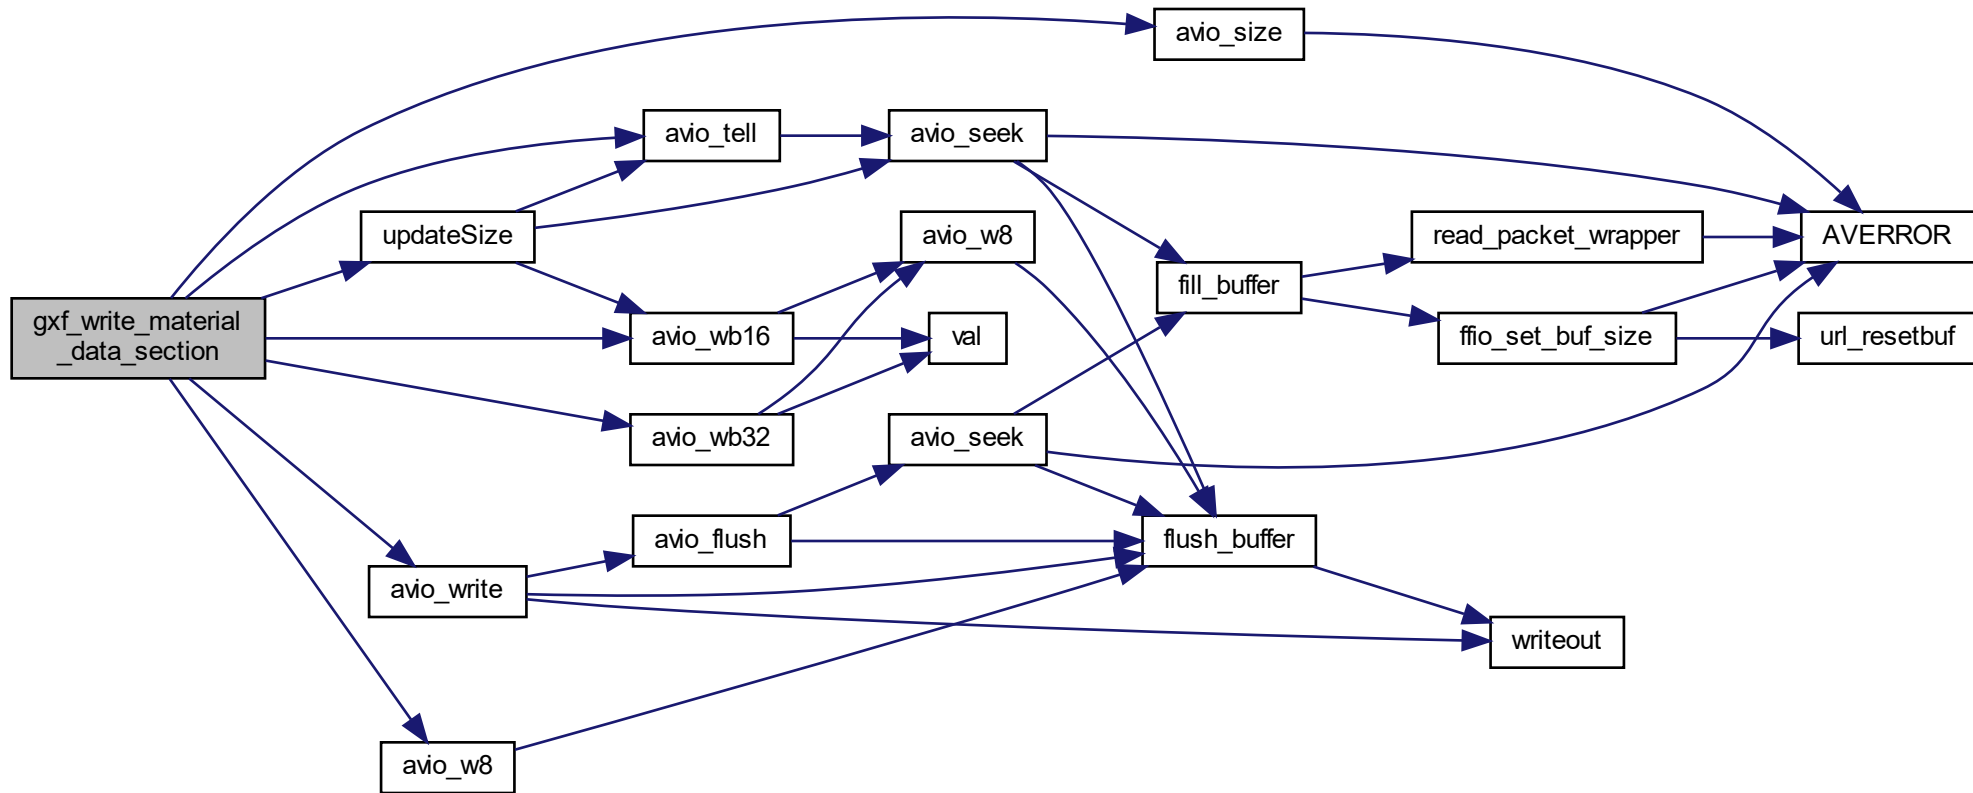 avio_size
avio_tell
avio_seek
updateSize
avio_w8
read_packet_wrapper
AVERROR
fill_buffer
gxf_write_material
_data_section
avio_wb16
val
ffio_set_buf_size
url_resetbuf
avio_wb32
avio_seek
avio_flush
flush_buffer
avio_write
writeout
avio_w8